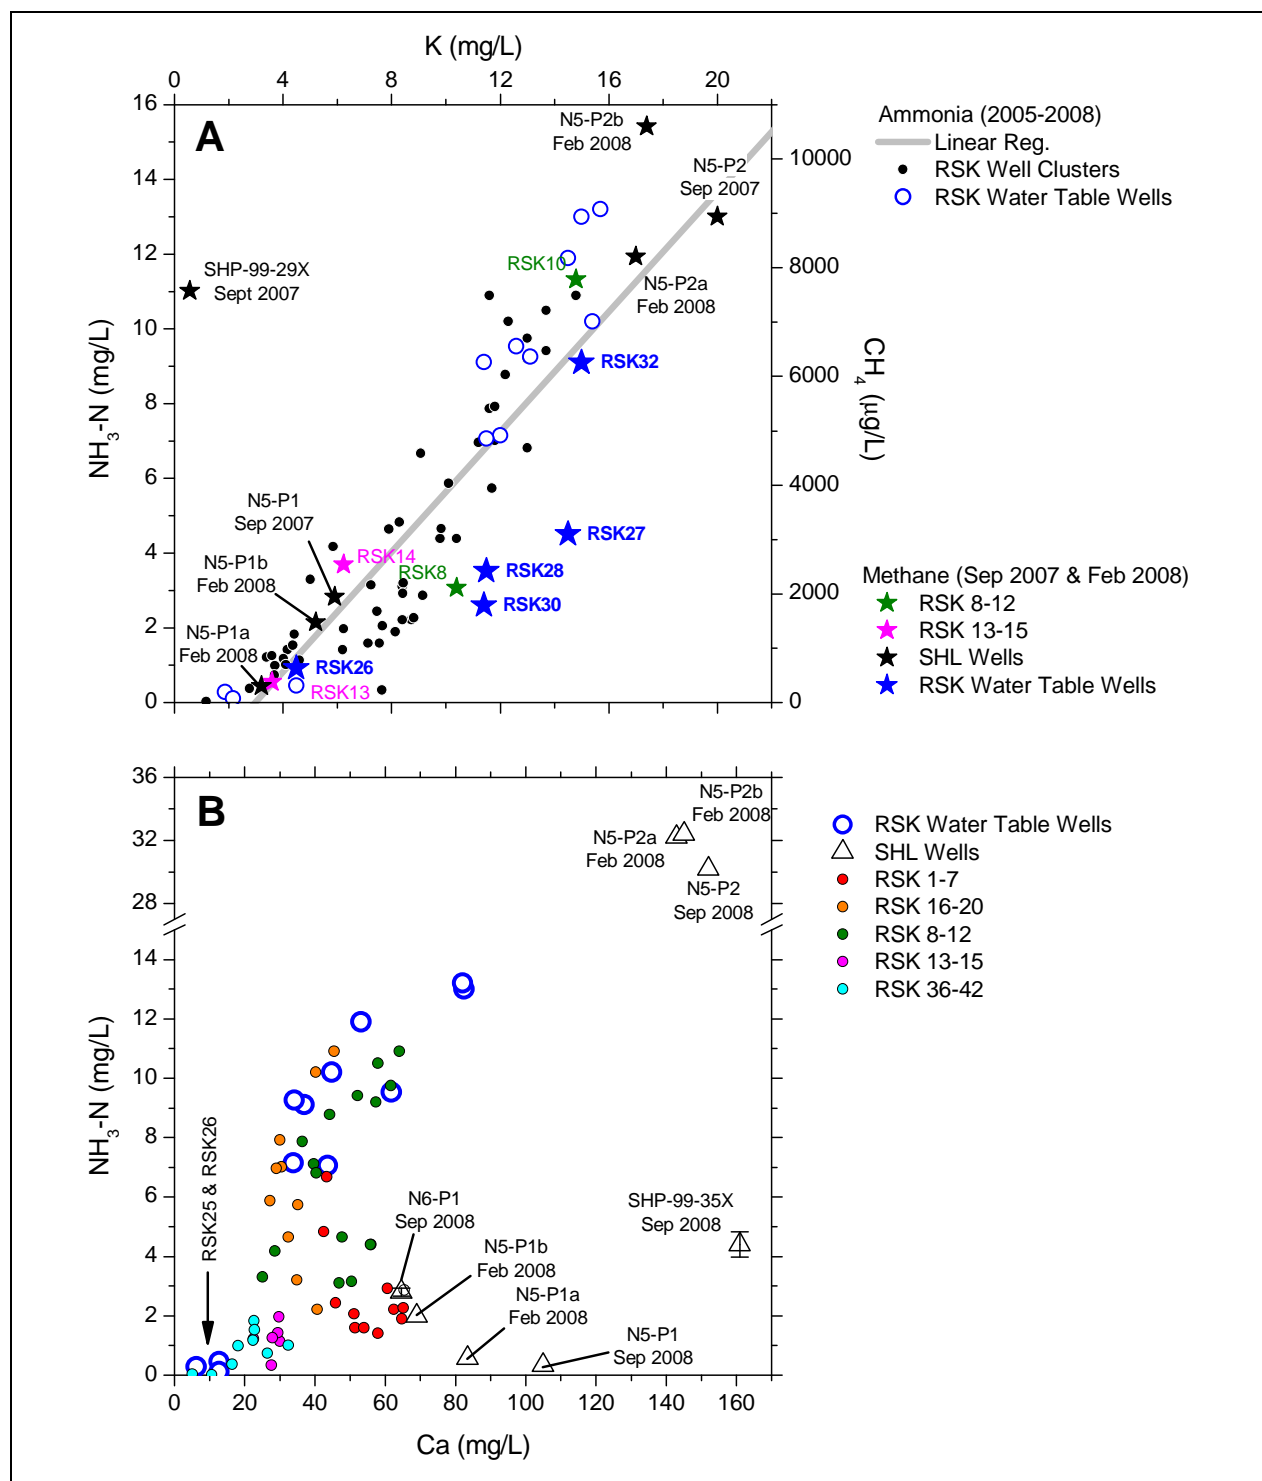 K (mg/L)
0 4 8 12 16 20
A
16
14
12
10
8
6
4
2
0
NH3-N (mg/L)
10000
8000
6000
4000
2000
0
CH4 (µg/L)
N5-P2b
Feb 2008
N5-P2
Sep 2007
SHP-99-29X
Sept 2007
RSK10
N5-P2a
Feb 2008
RSK32
N5-P1
Sep 2007
RSK27
N5-P1b
Feb 2008
RSK14
RSK8
RSK28
RSK30
N5-P1a
Feb 2008
RSK26
RSK13
Ammonia (2005-2008)
Linear Reg.
RSK Well Clusters
RSK Water Table Wells
Methane (Sep 2007 & Feb 2008)
RSK 8-12
RSK 13-15
SHL Wells
RSK Water Table Wells
B
36
32
28
14
12
10
8
6
4
2
0
NH3-N (mg/L)
N5-P2b
Feb 2008
N5-P2a
Feb 2008
N5-P2
Sep 2008
RSK25 & RSK26
N6-P1
Sep 2008
SHP-99-35X
Sep 2008
N5-P1b
Feb 2008
N5-P1a
Feb 2008
N5-P1
Sep 2008
0 20 40 60 80 100 120 140 160
Ca (mg/L)
RSK Water Table Wells
SHL Wells
RSK 1-7
RSK 16-20
RSK 8-12
RSK 13-15
RSK 36-42